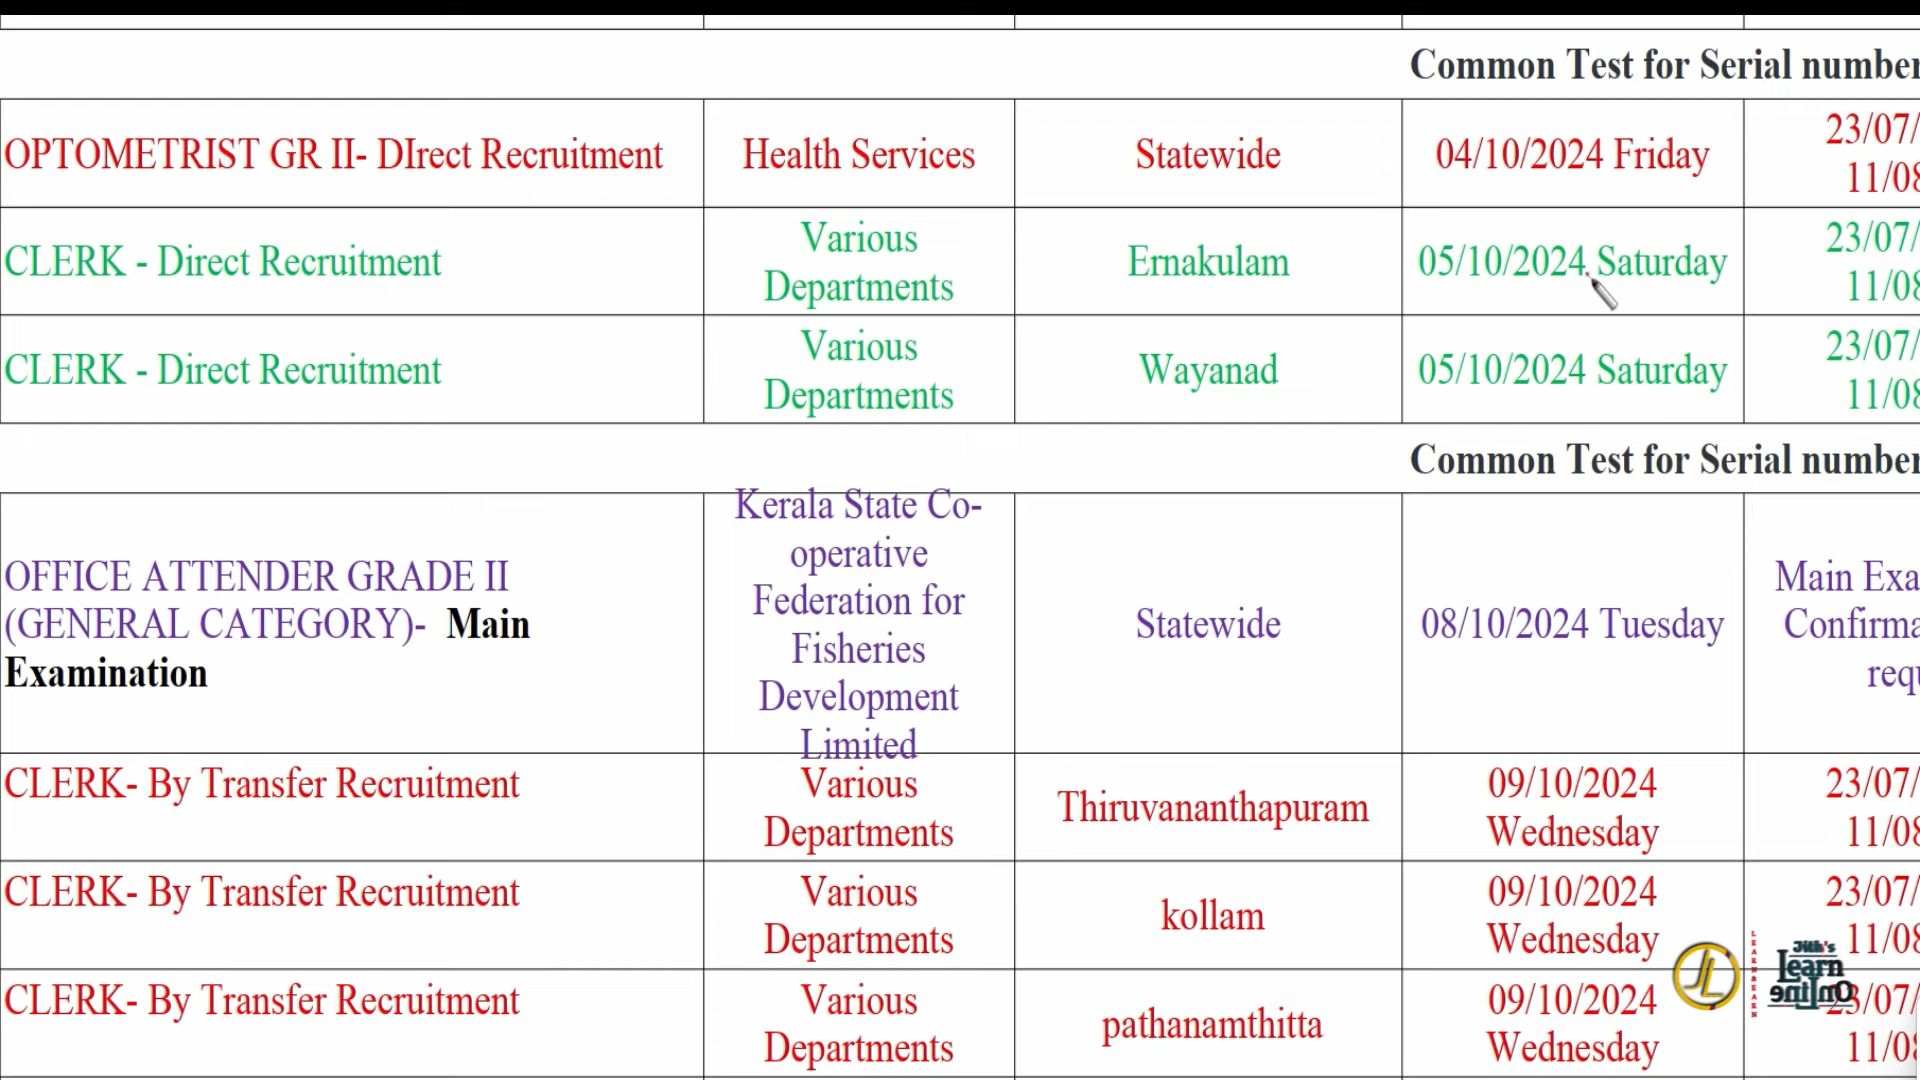 Common Test for Serial number
OPTOMETRIST GR II- DIrect Recruitment
Health Services
Statewide
04/10/2024 Friday
23/07/
11/08
CLERK - Direct Recruitment
Various
Departments
Ernakulam
05/10/2024 Saturday
23/07/
11/08
CLERK - Direct Recruitment
Various
Departments
Wayanad
05/10/2024 Saturday
23/07/
11/08
Common Test for Serial number
OFFICE ATTENDER GRADE II
(GENERAL CATEGORY)- Main
Examination
Kerala State Co-
operative
Federation for
Fisheries
Development
Limited
Statewide
08/10/2024 Tuesday
Main Exa
Confirma
requ
CLERK- By Transfer Recruitment
Various
Departments
Thiruvananthapuram
09/10/2024
Wednesday
23/07/
11/08
CLERK- By Transfer Recruitment
Various
Departments
kollam
09/10/2024
Wednesday
23/07/
11/08
CLERK- By Transfer Recruitment
Various
Departments
pathanamthitta
09/10/2024
Wednesday
23/07/
11/08
JL
Jith's
Learn
Online